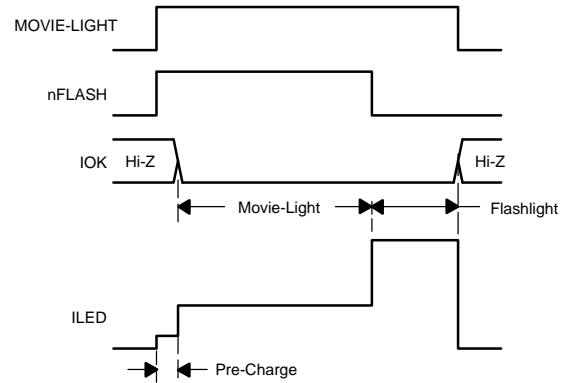 MOVIE-LIGHT
nFLASH
IOK
Hi-Z
Hi-Z
Movie-Light
Flashlight
ILED
Pre-Charge